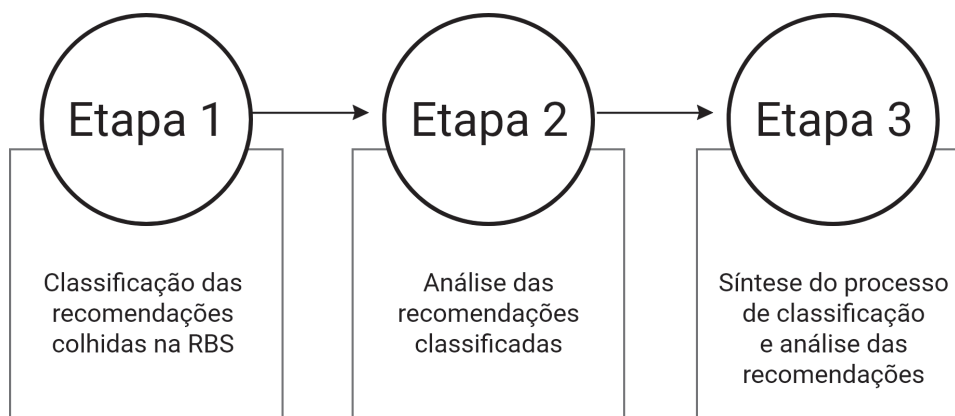 Etapa 1
Etapa 2
Etapa 3
Classificação das
recomendações
colhidas na RBS
Análise das
recomendações
classificadas
Síntese do processo
de classificação
e análise das
recomendações